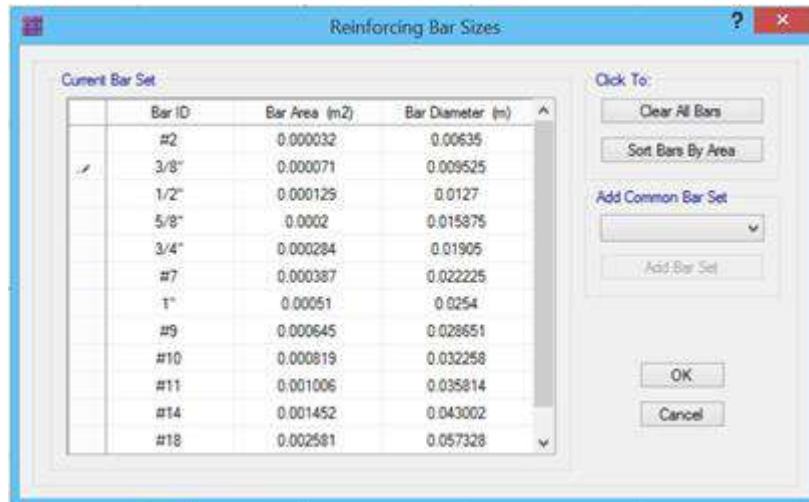 Reinforcing Bar Sizes ?
Current Bar Set
Bar ID Bar Area (m2) Bar Diameter (m)
#2 0.000032 0.00635
3/8" 0.000071 0.009525
1/2" 0.000129 0.0127
5/8" 0.0002 0.015875
3/4" 0.000284 0.01905
#7 0.000387 0.022225
1" 0.00051 0.0254
#9 0.000645 0.028651
#10 0.000819 0.032258
#11 0.001006 0.035814
#14 0.001452 0.043002
#18 0.002581 0.057328
Click To:
Clear All Bars
Sort Bars By Area
Add Common Bar Set
Add Bar Set
OK
Cancel